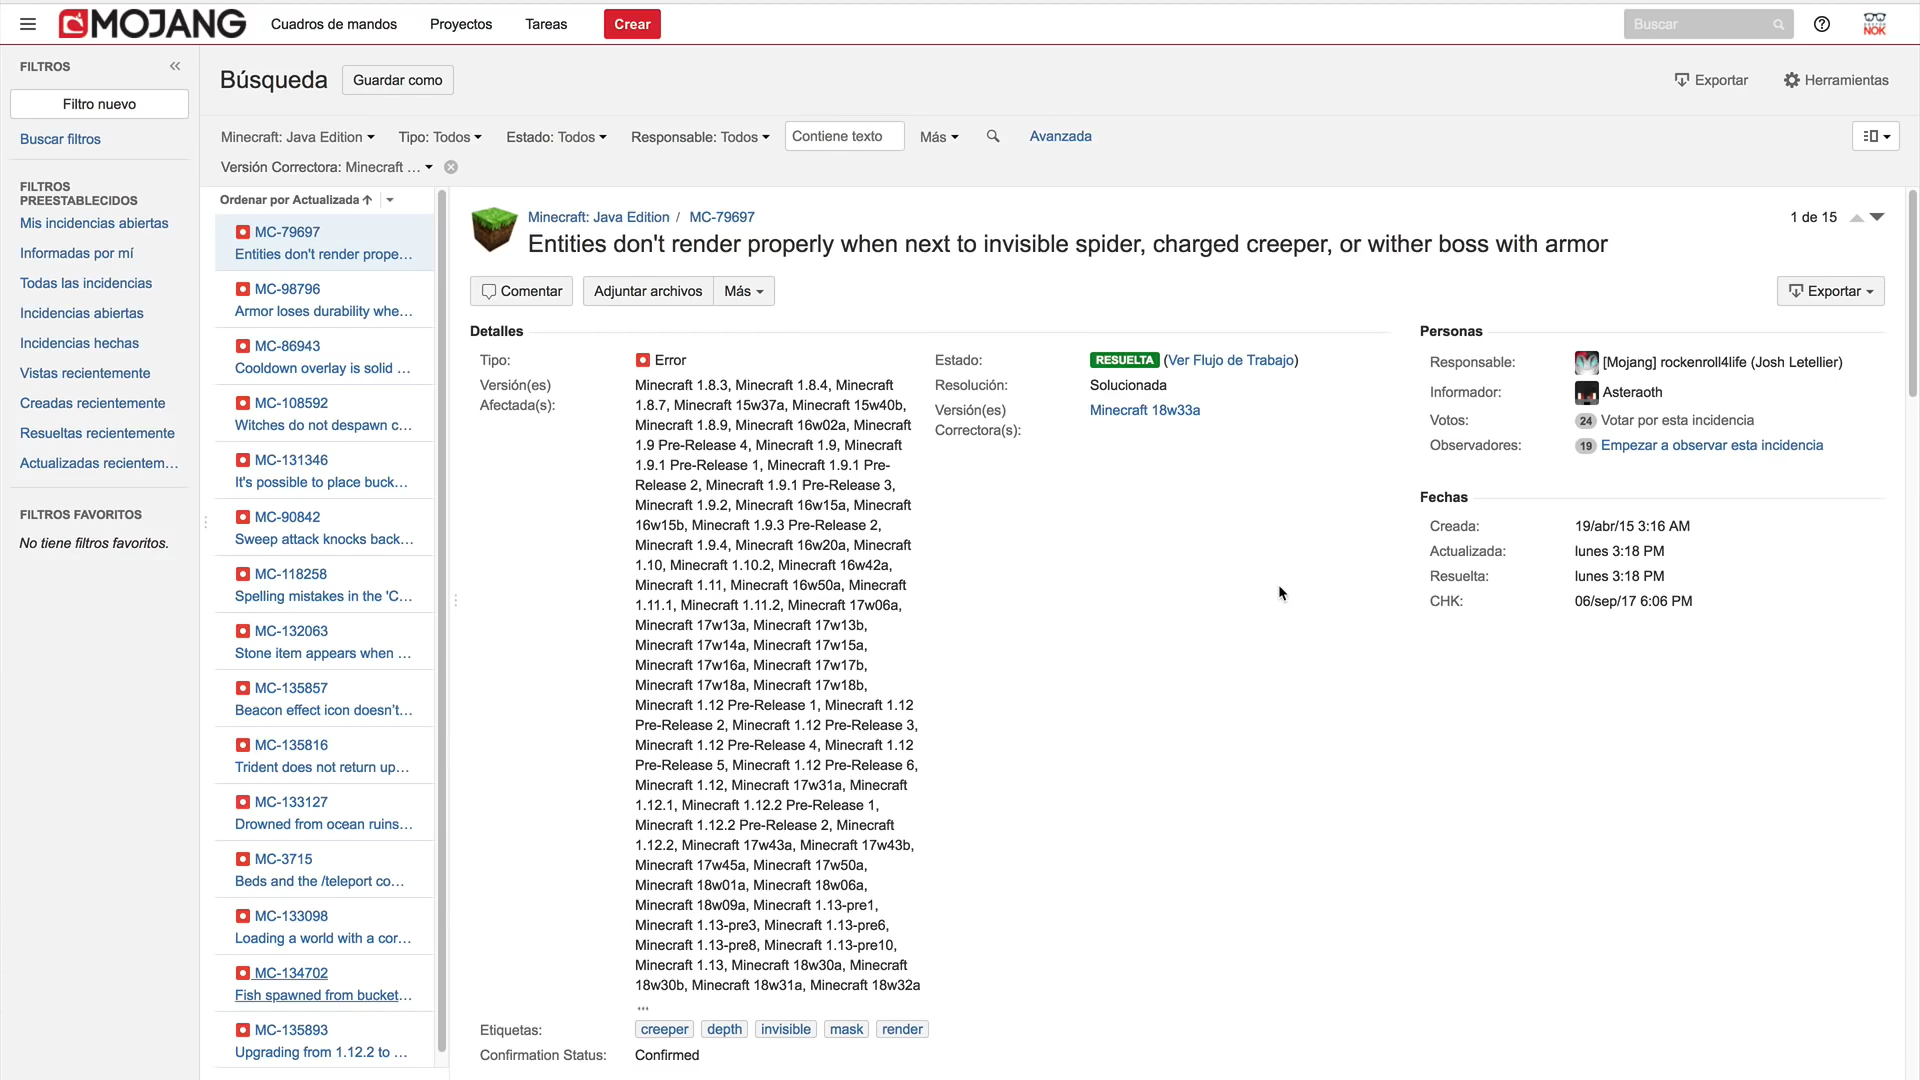 MOJANG
Cuadros de mandos
Proyectos
Tareas
Crear
Buscar
NOK
FILTROS
Filtro nuevo
Buscar filtros
FILTROS
PREESTABLECIDOS
Mis incidencias abiertas
Informadas por mí
Todas las incidencias
Incidencias abiertas
Incidencias hechas
Vistas recientemente
Creadas recientemente
Resueltas recientemente
Actualizadas recientem…
FILTROS FAVORITOS
No tiene filtros favoritos.
Búsqueda
Guardar como
Exportar
Herramientas
Minecraft: Java Edition
Tipo: Todos
Estado: Todos
Responsable: Todos
Contiene texto
Más
Avanzada
Versión Correctora: Minecraft ...
Ordenar por Actualizada
MC-79697
Entities don't render prope…
MC-98796
Armor loses durability whe…
MC-86943
Cooldown overlay is solid …
MC-108592
Witches do not despawn c…
MC-131346
It's possible to place buck…
MC-90842
Sweep attack knocks back…
MC-118258
Spelling mistakes in the 'C…
MC-132063
Stone item appears when …
MC-135857
Beacon effect icon doesn't…
MC-135816
Trident does not return up…
MC-133127
Drowned from ocean ruins…
MC-3715
Beds and the /teleport co…
MC-133098
Loading a world with a cor…
MC-134702
Fish spawned from bucket…
MC-135893
Upgrading from 1.12.2 to …
Minecraft: Java Edition / MC-79697
1 de 15
Entities don't render properly when next to invisible spider, charged creeper, or wither boss with armor
Comentar
Adjuntar archivos
Más
Exportar
Detalles
Tipo:
Error
Versión(es)
Afectada(s):
Minecraft 1.8.3, Minecraft 1.8.4, Minecraft
1.8.7, Minecraft 15w37a, Minecraft 15w40b,
Minecraft 1.8.9, Minecraft 16w02a, Minecraft
1.9 Pre-Release 4, Minecraft 1.9, Minecraft
1.9.1 Pre-Release 1, Minecraft 1.9.1 Pre-
Release 2, Minecraft 1.9.1 Pre-Release 3,
Minecraft 1.9.2, Minecraft 16w15a, Minecraft
16w15b, Minecraft 1.9.3 Pre-Release 2,
Minecraft 1.9.4, Minecraft 16w20a, Minecraft
1.10, Minecraft 1.10.2, Minecraft 16w42a,
Minecraft 1.11, Minecraft 16w50a, Minecraft
1.11.1, Minecraft 1.11.2, Minecraft 17w06a,
Minecraft 17w13a, Minecraft 17w13b,
Minecraft 17w14a, Minecraft 17w15a,
Minecraft 17w16a, Minecraft 17w17b,
Minecraft 17w18a, Minecraft 17w18b,
Minecraft 1.12 Pre-Release 1, Minecraft 1.12
Pre-Release 2, Minecraft 1.12 Pre-Release 3,
Minecraft 1.12 Pre-Release 4, Minecraft 1.12
Pre-Release 5, Minecraft 1.12 Pre-Release 6,
Minecraft 1.12, Minecraft 17w31a, Minecraft
1.12.1, Minecraft 1.12.2 Pre-Release 1,
Minecraft 1.12.2 Pre-Release 2, Minecraft
1.12.2, Minecraft 17w43a, Minecraft 17w43b,
Minecraft 17w45a, Minecraft 17w50a,
Minecraft 18w01a, Minecraft 18w06a,
Minecraft 18w09a, Minecraft 1.13-pre1,
Minecraft 1.13-pre3, Minecraft 1.13-pre6,
Minecraft 1.13-pre8, Minecraft 1.13-pre10,
Minecraft 1.13, Minecraft 18w30a, Minecraft
18w30b, Minecraft 18w31a, Minecraft 18w32a
...
Etiquetas:
creeper depth invisible mask render
Confirmation Status:
Confirmed
Estado:
RESUELTA (Ver Flujo de Trabajo)
Resolución:
Solucionada
Versión(es)
Correctora(s):
Minecraft 18w33a
Personas
Responsable:
[Mojang] rockenroll4life (Josh Letellier)
Informador:
Asteraoth
Votos:
24 Votar por esta incidencia
Observadores:
19 Empezar a observar esta incidencia
Fechas
Creada:
19/abr/15 3:16 AM
Actualizada:
lunes 3:18 PM
Resuelta:
lunes 3:18 PM
CHK:
06/sep/17 6:06 PM